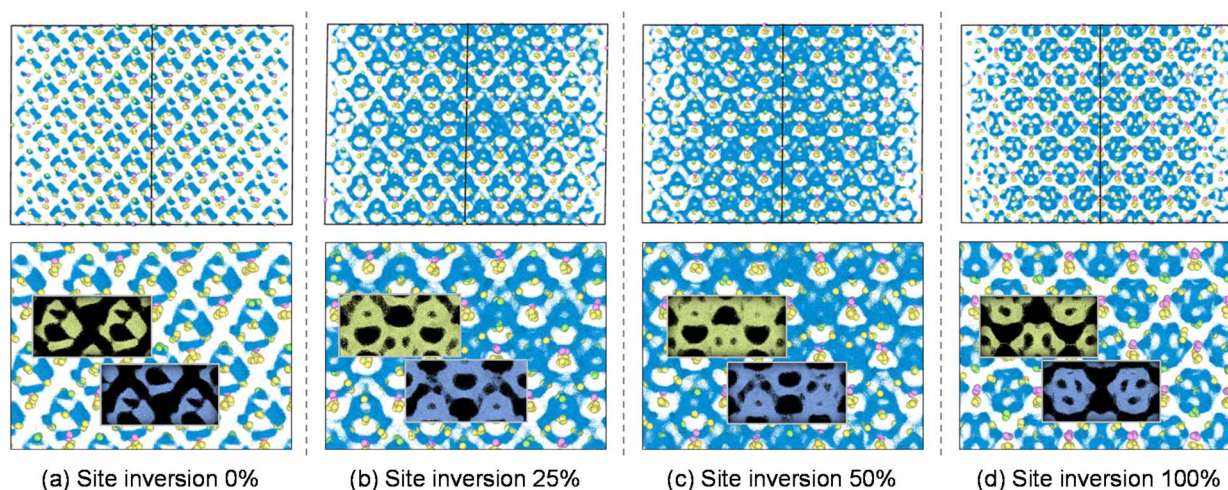 (a) Site inversion 0%
(b) Site inversion 25%
(c) Site inversion 50%
(d) Site inversion 100%